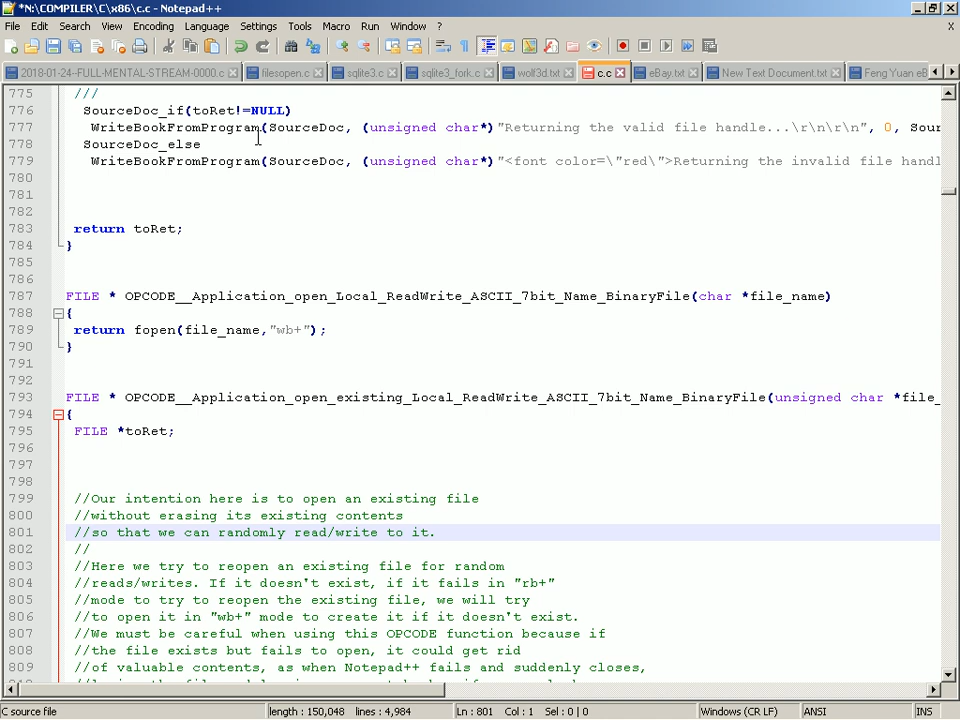 *N:\COMPILER\C\x86\c.c - Notepad++
File Edit Search View Encoding Language Settings Tools Macro Run Window ? X
2018-01-24--FULL-MENTAL-STREAM-0000.c filesopen.c sqlite3.c sqlite3_fork.c wolf3d.txt c.c eBay.txt New Text Document.txt Feng Yuan eB
775 ///
776 SourceDoc_if(toRet!=NULL)
777 WriteBookFromProgram(SourceDoc, (unsigned char*)"Returning the valid file handle...\r\n\r\n", 0, Sour
778 SourceDoc_else
779 WriteBookFromProgram(SourceDoc, (unsigned char*)"<font color=\"red\">Returning the invalid file handl
780
781
782
783 return toRet;
784 }
785
786
787 FILE * OPCODE__Application_open_Local_ReadWrite_ASCII_7bit_Name_BinaryFile(char *file_name)
788 {
789 return fopen(file_name,"wb+");
790 }
791
792
793 FILE * OPCODE__Application_open_existing_Local_ReadWrite_ASCII_7bit_Name_BinaryFile(unsigned char *file_
794 {
795 FILE *toRet;
796
797
798
799 //Our intention here is to open an existing file
800 //without erasing its existing contents
801 //so that we can randomly read/write to it.
802 //
803 //Here we try to reopen an existing file for random
804 //reads/writes. If it doesn't exist, if it fails in "rb+"
805 //mode to try to reopen the existing file, we will try
806 //to open it in "wb+" mode to create it if it doesn't exist.
807 //We must be careful when using this OPCODE function because if
808 //the file exists but fails to open, it could get rid
809 //of valuable contents, as when Notepad++ fails and suddenly closes,
C source file length : 150,048 lines : 4,984 Ln : 801 Col : 1 Sel : 0 | 0 Windows (CR LF) ANSI INS